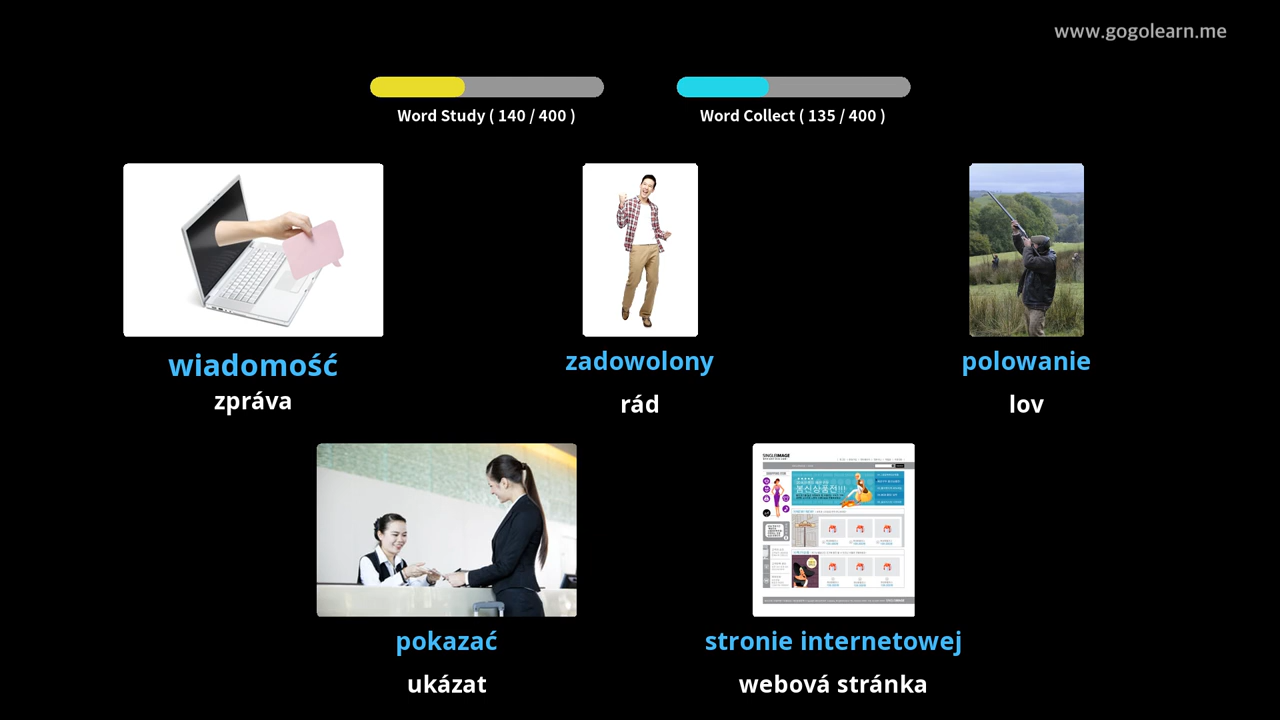 www.gogolearn.me
Word Study ( 140 / 400 )
Word Collect ( 135 / 400 )
wiadomość
zpráva
zadowolony
rád
polowanie
lov
pokazać
ukázat
stronie internetowej
webová stránka